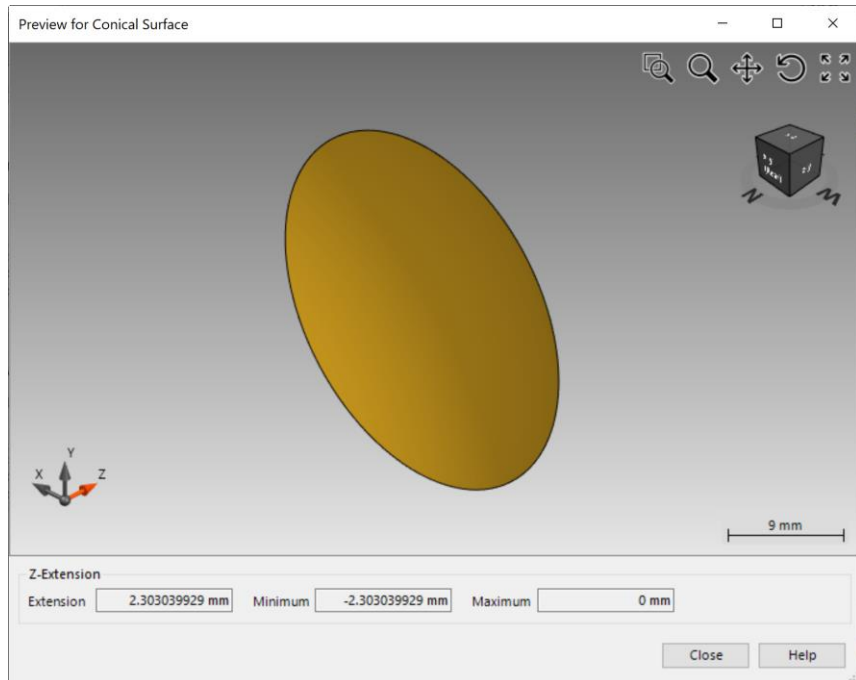 Preview for Conical Surface
N
M
Y
X
Z
9 mm
Z-Extension
Extension 2.303039929 mm Minimum -2.303039929 mm Maximum 0 mm
Close Help